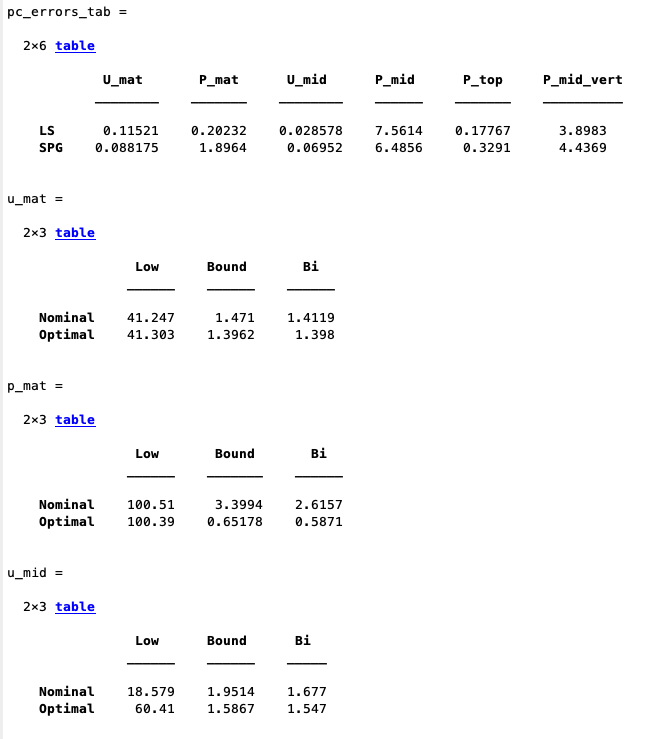 pc_errors_tab =
2×6 table
U_mat P_mat U_mid P_mid P_top P_mid_vert
LS 0.11521 0.20232 0.028578 7.5614 0.17767 3.8983
SPG 0.088175 1.8964 0.06952 6.4856 0.3291 4.4369
u_mat =
2×3 table
Low Bound Bi
Nominal 41.247 1.471 1.4119
Optimal 41.303 1.3962 1.398
p_mat =
2×3 table
Low Bound Bi
Nominal 100.51 3.3994 2.6157
Optimal 100.39 0.65178 0.5871
u_mid =
2×3 table
Low Bound Bi
Nominal 18.579 1.9514 1.677
Optimal 60.41 1.5867 1.547